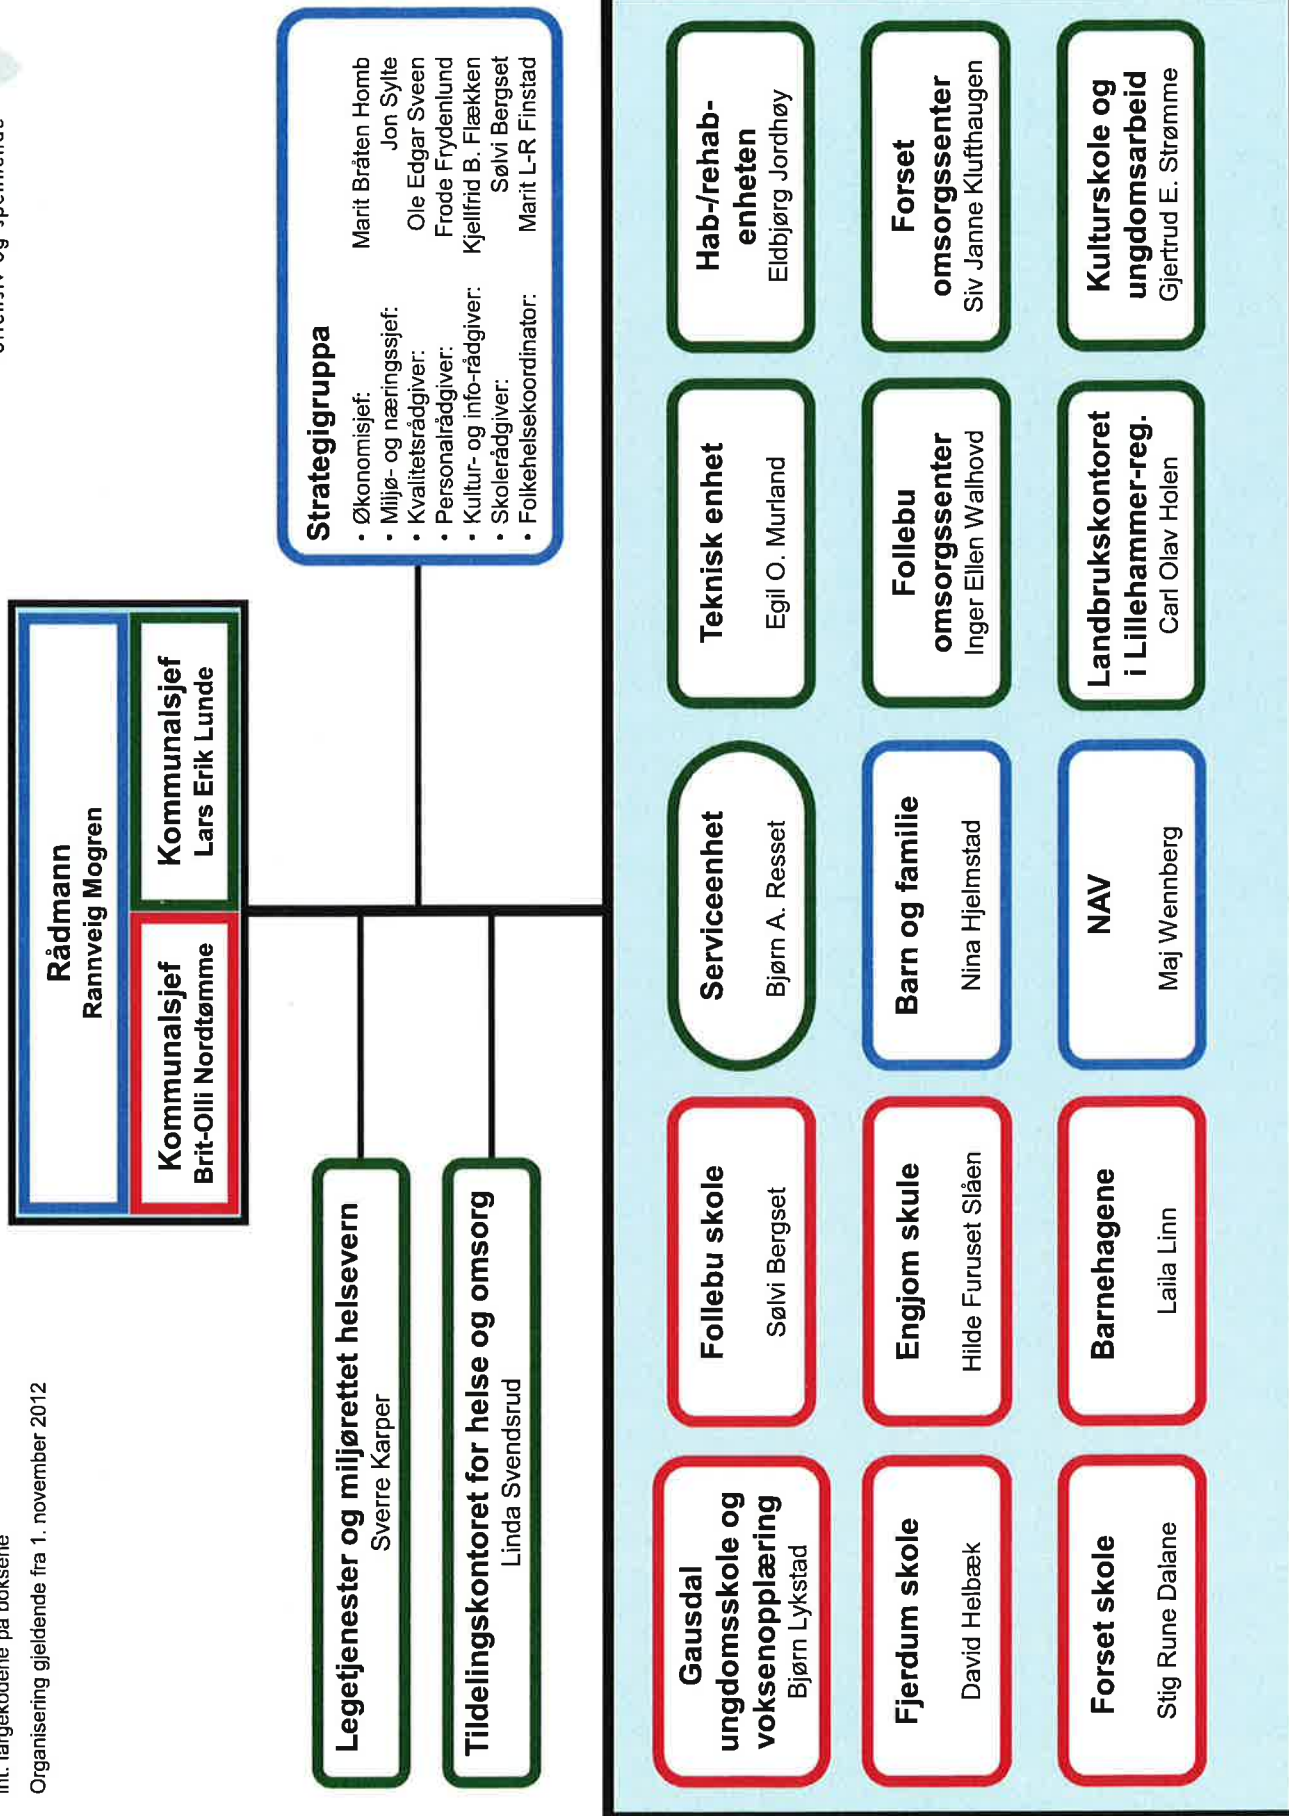 fargekodene på boksene
Organisering gjeldende fra 1. november 2012
Rådmann
Rannveig Mogren
Kommunalsjef
Brit-Olli Nordtømme
Kommunalsjef
Lars Erik Lunde
Legetjenester og miljørettet helsevern
Sverre Karper
Tildelingskontoret for helse og omsorg
Linda Svendsrud
Strategigruppa
• Økonomisjef: Marit Bråten Homb
• Miljø- og næringssjef: Jon Sylte
• Kvalitetsrådgiver: Ole Edgar Sveen
• Personalrådgiver: Frode Frydenlund
• Kultur- og info-rådgiver: Kjellfrid B. Flækken
• Skolerådgiver: Sølvi Bergset
• Folkehelsekoordinator: Marit L-R Finstad
Gausdal
ungdomsskole og
voksenopplæring
Bjørn Lykstad
Follebu skole
Sølvi Bergset
Serviceenhet
Bjørn A. Resset
Teknisk enhet
Egil O. Murland
Hab-/rehab-
enheten
Eldbjørg Jordhøy
Fjerdum skole
David Helbæk
Engjom skule
Hilde Furuset Slåen
Barn og familie
Nina Hjelmstad
Follebu
omsorgssenter
Inger Ellen Walhovd
Forset
omsorgssenter
Siv Janne Klufthaugen
Forset skole
Stig Rune Dalane
Barnehagene
Laila Linn
NAV
Maj Wennberg
Landbrukskontoret
i Lillehammer-reg.
Carl Olav Holen
Kulturskole og
ungdomsarbeid
Gjertrud E. Strømme